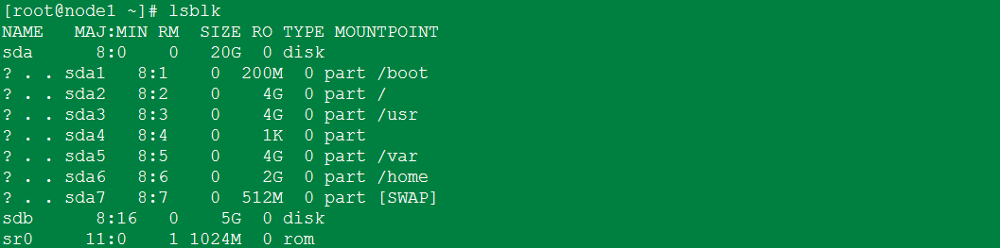 [root@node1 ~]# lsblk
NAME   MAJ:MIN RM  SIZE RO TYPE MOUNTPOINT
sda      8:0    0   20G  0 disk
? . . sda1   8:1    0  200M  0 part /boot
? . . sda2   8:2    0    4G  0 part /
? . . sda3   8:3    0    4G  0 part /usr
? . . sda4   8:4    0    1K  0 part
? . . sda5   8:5    0    4G  0 part /var
? . . sda6   8:6    0    2G  0 part /home
? . . sda7   8:7    0  512M  0 part [SWAP]
sdb      8:16   0    5G  0 disk
sr0     11:0    1 1024M  0 rom